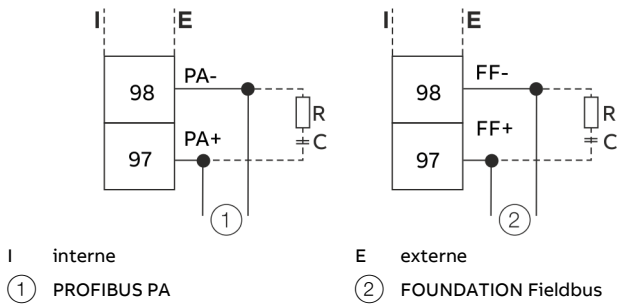 I E I E
98 PA- 98 FF-
R R
PA+ C FF+ C
97 97
1 2
I interne E externe
1 PROFIBUS PA 2 FOUNDATION Fieldbus